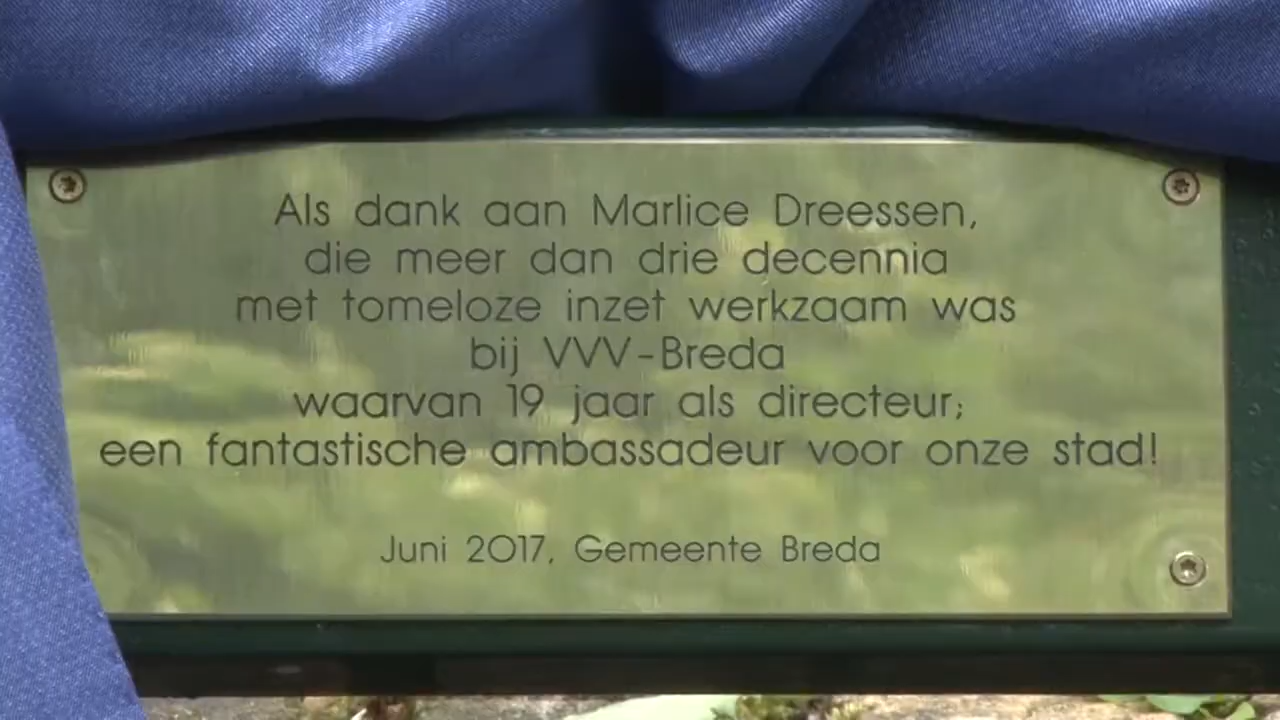 Als dank aan Marlice Dreessen,
die meer dan drie decennia
met tomeloze inzet werkzaam was
bij VVV-Breda
waarvan 19 jaar als directeur;
een fantastische ambassadeur voor onze stad!
Juni 2017, Gemeente Breda